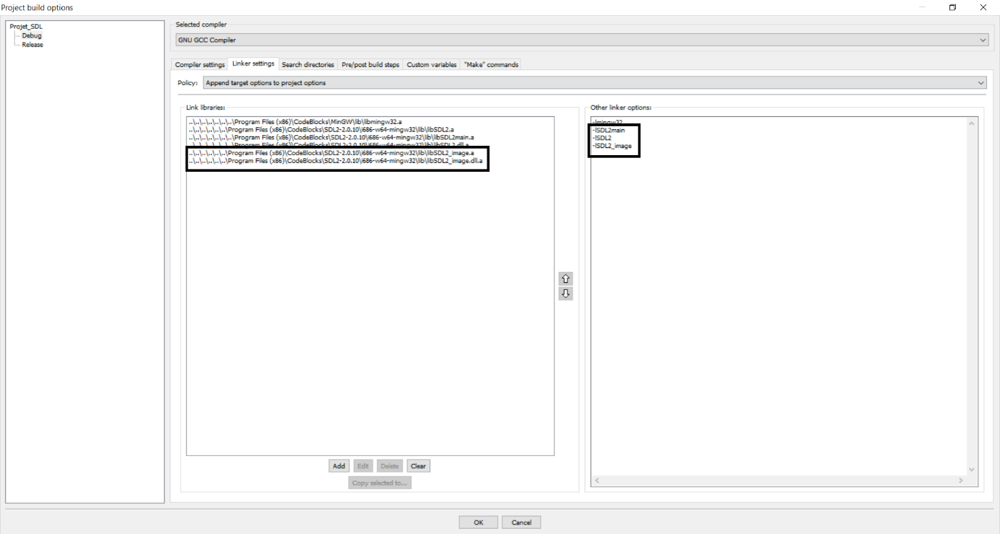 Project build options
Projet_SDL
Debug
Release
Selected compiler
GNU GCC Compiler
Compiler settings Linker settings Search directories Pre/post build steps Custom variables "Make" commands
Policy: Append target options to project options
Link libraries:
..\..\..\..\..\..\Program Files (x86)\CodeBlocks\MinGW\lib\libmingw32.a
..\..\..\..\..\Program Files (x86)\CodeBlocks\SDL2-2.0.10\i686-w64-mingw32\lib\libSDL2.a
..\..\..\..\..\..\Program Files (x86)\CodeBlocks\SDL2-2.0.10\i686-w64-mingw32\lib\libSDL2main.a
..\..\..\..\..\Program Files (x86)\CodeBlocks\SDL2-2.0.10\i686-w64-mingw32\lib\libSDL2.dll.a
..\..\..\..\..\Program Files (x86)\CodeBlocks\SDL2-2.0.10\i686-w64-mingw32\lib\libSDL2_image.a
..\..\..\..\..\Program Files (x86)\CodeBlocks\SDL2-2.0.10\i686-w64-mingw32\lib\libSDL2_image.dll.a
Add Edit Delete Clear
Copy selected to...
Other linker options:
-lmingw32
-lSDL2main
-lSDL2
-lSDL2_image
OK Cancel